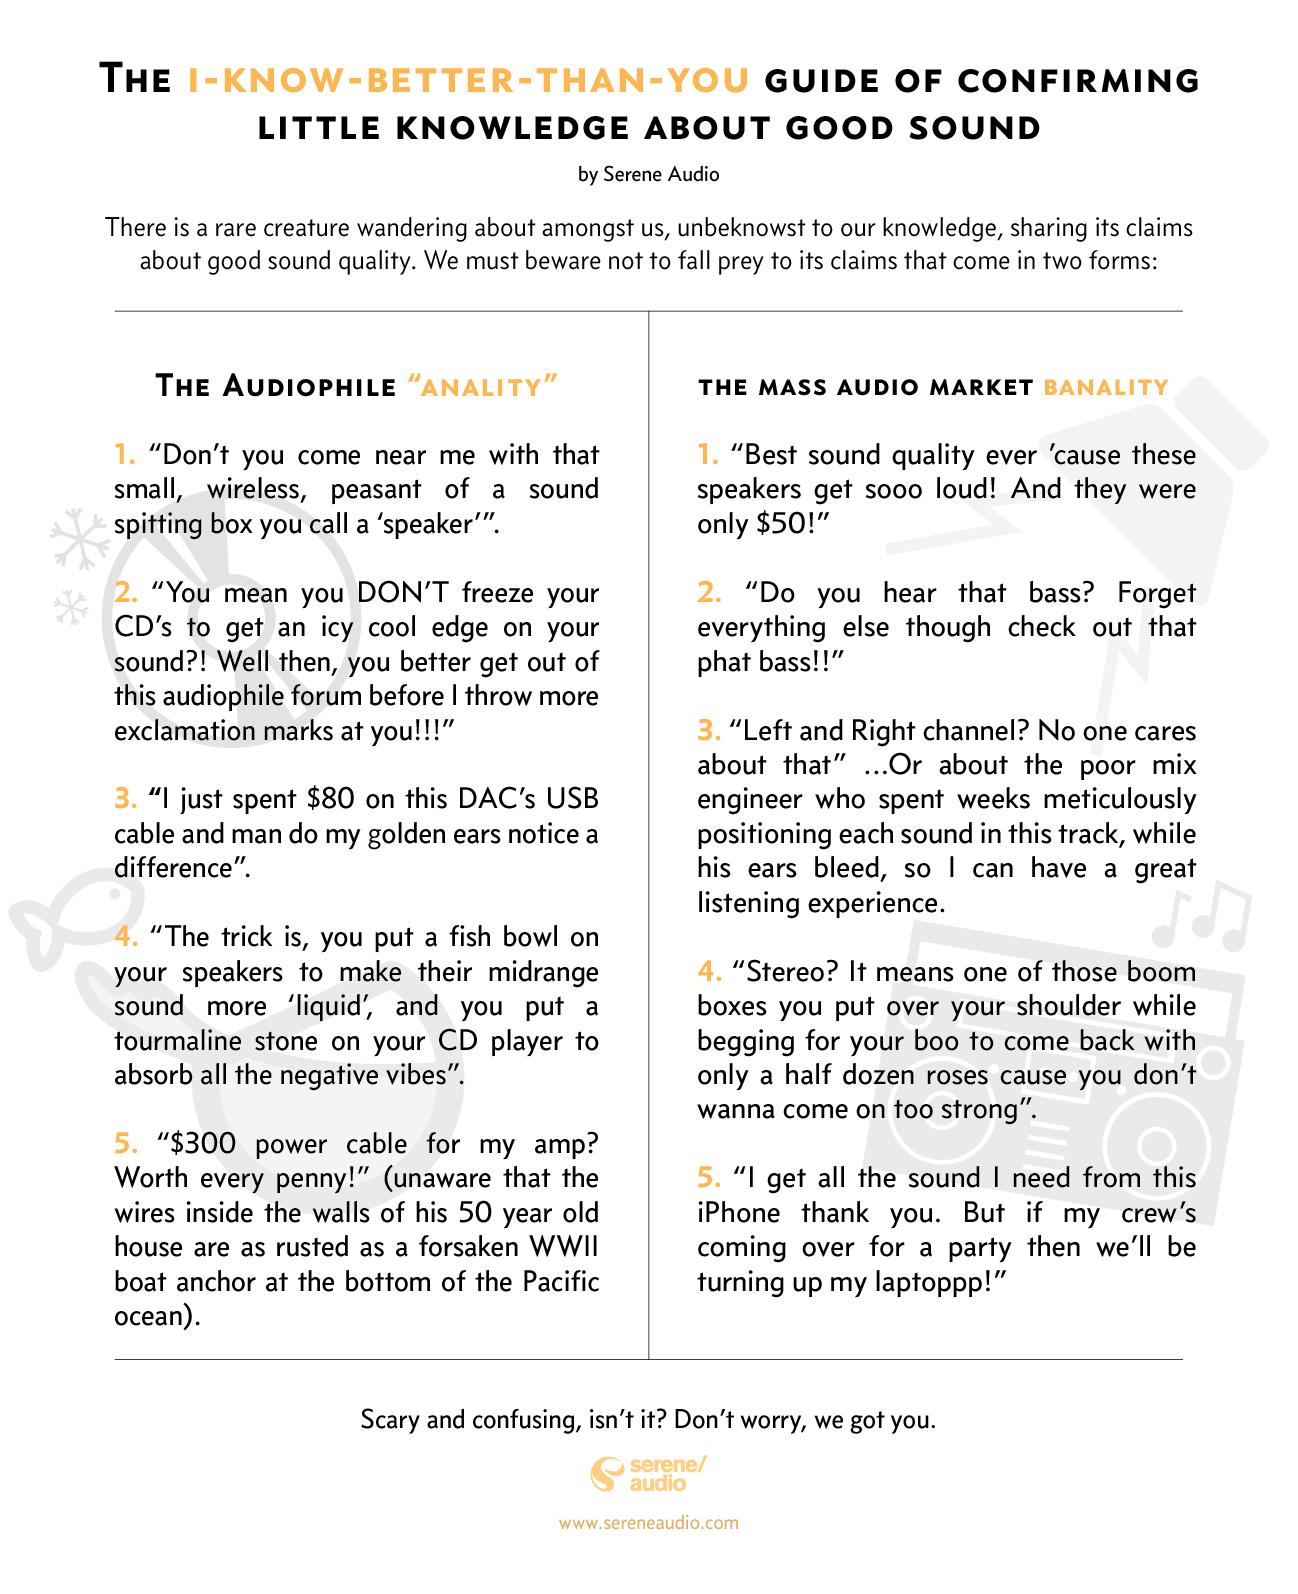 The I-KNOW-BETTER-THAN-YOU GUIDE OF CONFIRMING
LITTLE KNOWLEDGE ABOUT GOOD SOUND
by Serene Audio
There is a rare creature wandering about amongst us, unbeknowst to our knowledge, sharing its claims
about good sound quality. We must beware not to fall prey to its claims that come in two forms:
The Audiophile “ANALITY”
1. “Don’t you come near me with that
small, wireless, peasant of a sound
spitting box you call a ‘speaker’”.
2. “You mean you DON’T freeze your
CD’s to get an icy cool edge on your
sound?! Well then, you better get out of
this audiophile forum before I throw more
exclamation marks at you!!!”
3. “I just spent $80 on this DAC’s USB
cable and man do my golden ears notice a
difference”.
4. “The trick is, you put a fish bowl on
your speakers to make their midrange
sound more ‘liquid’, and you put a
tourmaline stone on your CD player to
absorb all the negative vibes”.
5. “$300 power cable for my amp?
Worth every penny!” (unaware that the
wires inside the walls of his 50 year old
house are as rusted as a forsaken WWII
boat anchor at the bottom of the Pacific
ocean).
THE MASS AUDIO MARKET BANALITY
1. “Best sound quality ever ’cause these
speakers get sooo loud! And they were
only $50!”
2. “Do you hear that bass? Forget
everything else though check out that
phat bass!!”
3. “Left and Right channel? No one cares
about that” ...Or about the poor mix
engineer who spent weeks meticulously
positioning each sound in this track, while
his ears bleed, so I can have a great
listening experience.
4. “Stereo? It means one of those boom
boxes you put over your shoulder while
begging for your boo to come back with
only a half dozen roses cause you don’t
wanna come on too strong”.
5. “I get all the sound I need from this
iPhone thank you. But if my crew’s
coming over for a party then we’ll be
turning up my laptoppp!”
Scary and confusing, isn’t it? Don’t worry, we got you.
serene/
audio
www.sereneaudio.com